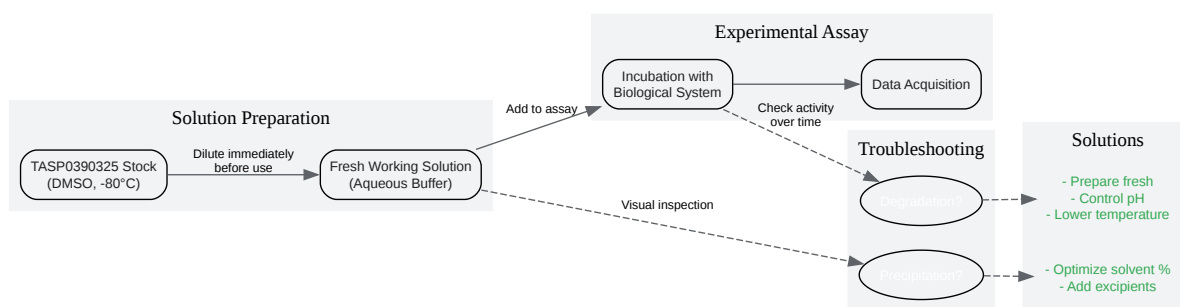 Solution Preparation
TASP0390325 Stock
(DMSO, -80°C)
Dilute immediately
before use
Fresh Working Solution
(Aqueous Buffer)
Add to assay
Visual inspection
Experimental Assay
Incubation with
Biological System
Data Acquisition
Check activity
over time
Troubleshooting
Degradation?
Precipitation?
Solutions
- Prepare fresh
- Control pH
- Lower temperature
- Optimize solvent %
- Add excipients